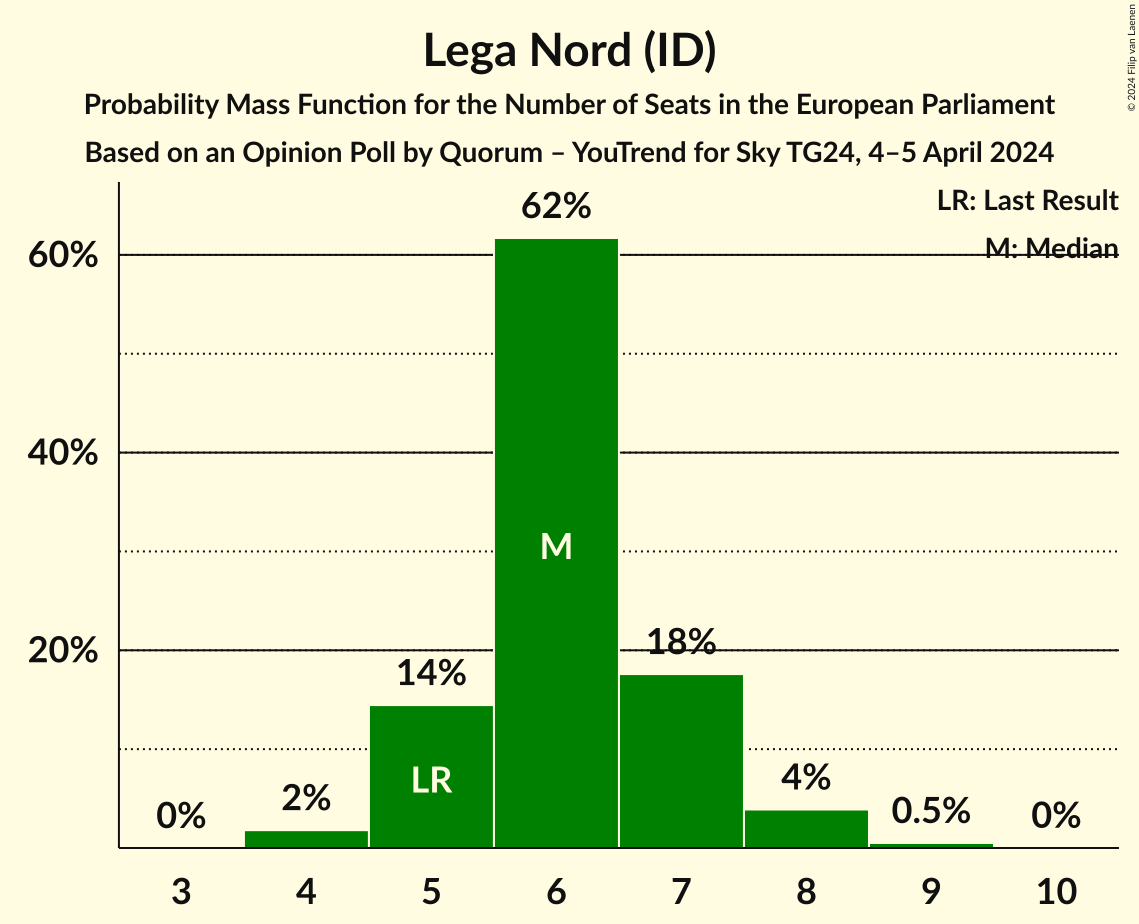 Lega Nord (ID)
Probability Mass Function for the Number of Seats in the European Parliament
Based on an Opinion Poll by Quorum – YouTrend for Sky TG24, 4–5 April 2024
© 2024 Filip van Laenen
LR: Last Result
M: Median
60%
40%
20%
0%
2%
14%
62%
18%
4%
0.5%
0%
LR
M
3 4 5 6 7 8 9 10